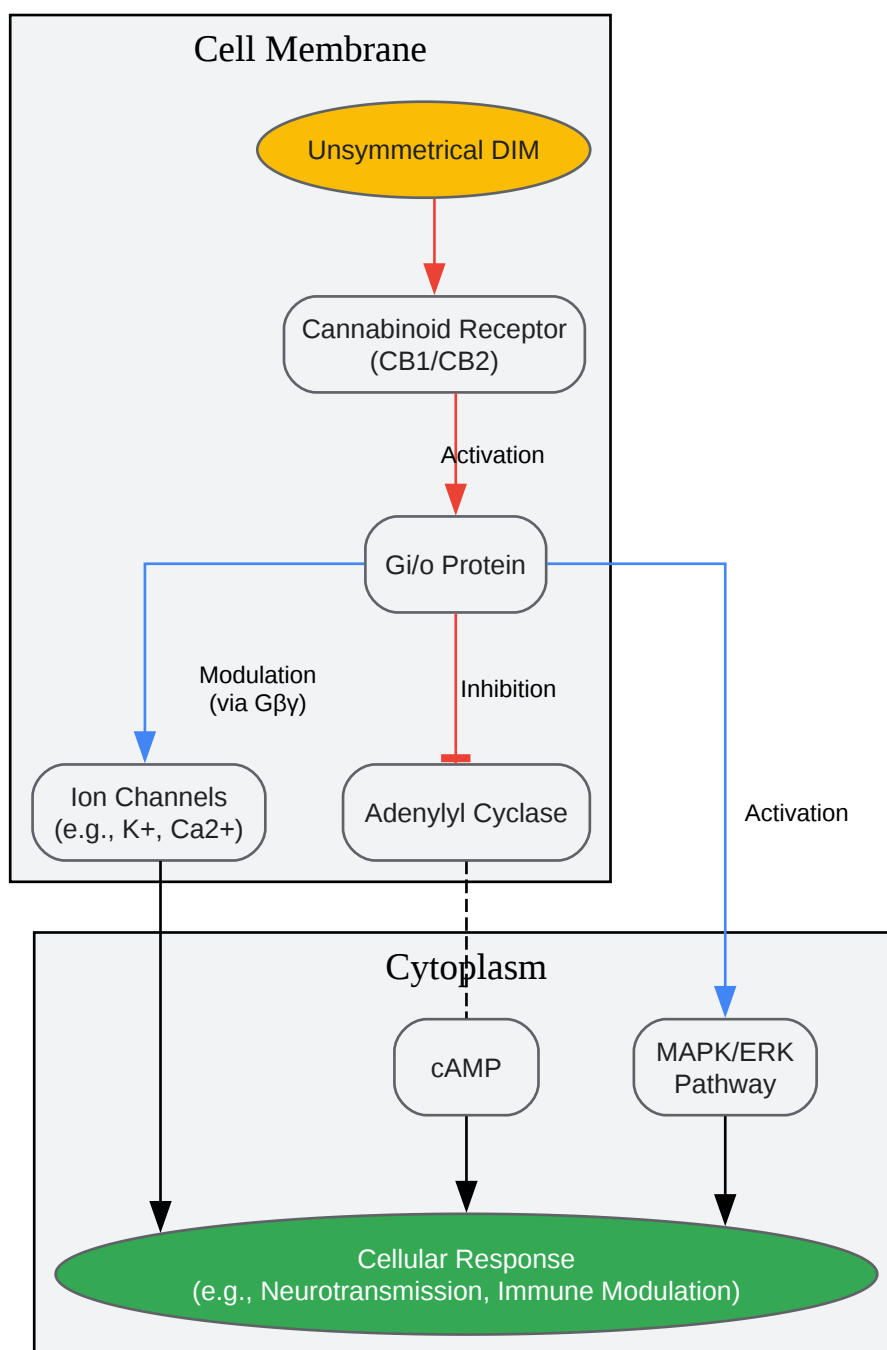 Cell Membrane
Unsymmetrical DIM
Cannabinoid Receptor
(CB1/CB2)
Activation
Gi/o Protein
Modulation
(via Gβγ)
Inhibition
Ion Channels
(e.g., K+, Ca2+)
Adenylyl Cyclase
Activation
Cytoplasm
cAMP
MAPK/ERK
Pathway
Cellular Response
(e.g., Neurotransmission, Immune Modulation)